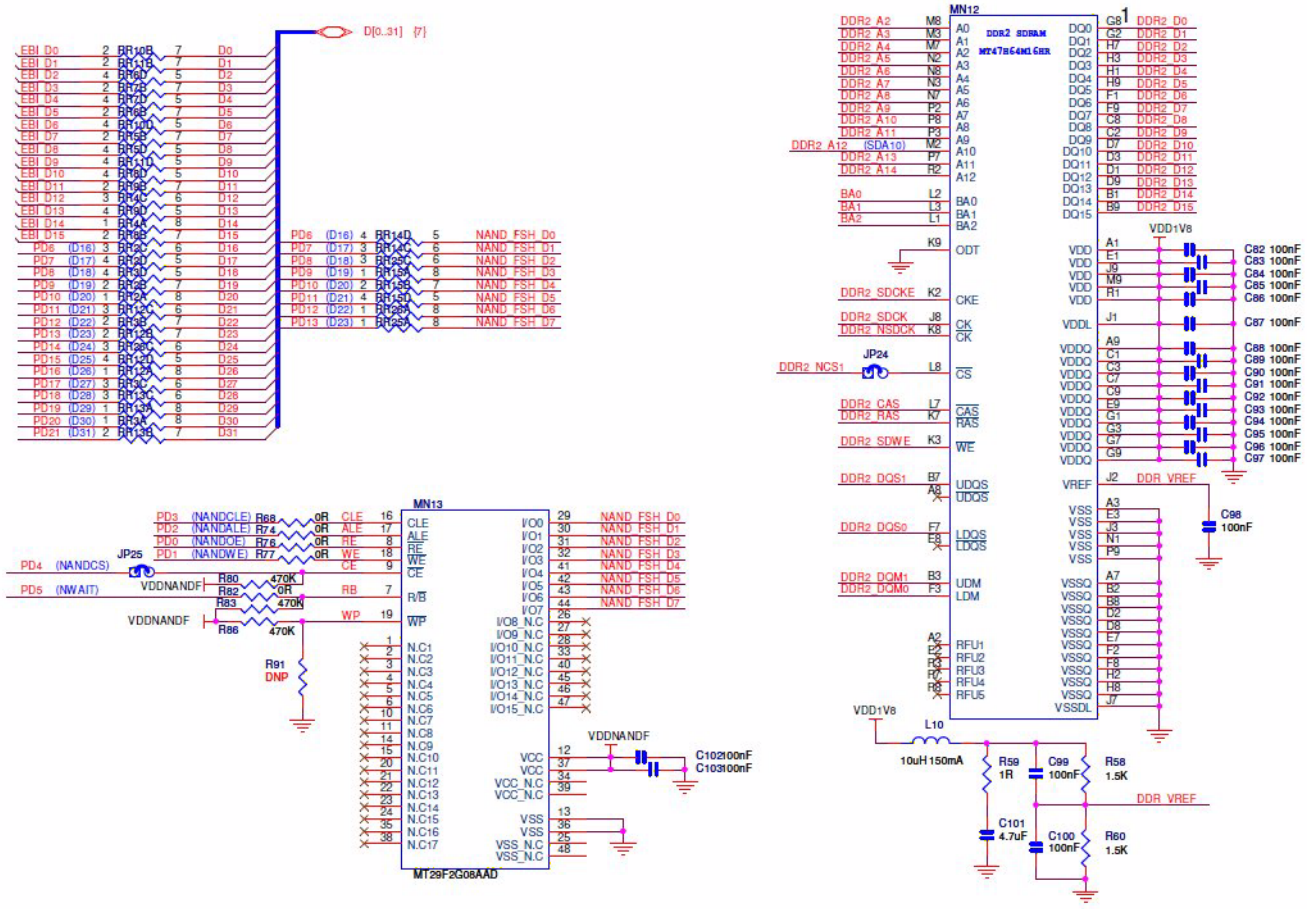 D[0..31] {7}
EBI_D0 2 RR10B 7 D0
EBI_D1 2 RR11B 7 D1
EBI_D2 4 RR6D 5 D2
EBI_D3 2 RR7B 7 D3
EBI_D4 4 RR7D 5 D4
EBI_D5 2 RR6B 7 D5
EBI_D6 4 RR10D 5 D6
EBI_D7 2 RR5B 7 D7
EBI_D8 4 RR5D 5 D8
EBI_D9 4 RR11D 5 D9
EBI_D10 4 RR8D 5 D10
EBI_D11 2 RR9B 7 D11
EBI_D12 3 RR4C 6 D12
EBI_D13 4 RR9D 5 D13
EBI_D14 1 RR4A 8 D14
EBI_D15 2 RR8B 7 D15
PD6 (D16) 3 RR2C 6 D16
PD7 (D17) 4 RR2D 5 D17
PD8 (D18) 4 RR3D 5 D18
PD9 (D19) 2 RR2B 7 D19
PD10 (D20) 1 RR2A 8 D20
PD11 (D21) 3 RR12C 6 D21
PD12 (D22) 2 RR3B 7 D22
PD13 (D23) 2 RR12B 7 D23
PD14 (D24) 3 6 D24
PD15 (D25) 4 RR12D 5 D25
PD16 (D26) 1 RR12A 8 D26
PD17 (D27) 3 RR3C 6 D27
PD18 (D28) 3 RR13C 6 D28
PD19 (D29) 1 RR13A 8 D29
PD20 (D30) 1 RR3A 8 D30
PD21 (D31) 2 RR13B 7 D31
PD6 (D16) 4 RR14D 5 NAND_FSH_D0
PD7 (D17) 3 RR14C 6 NAND_FSH_D1
PD8 (D18) 3 RR25C 6 NAND_FSH_D2
PD9 (D19) 1 RR15A 8 NAND_FSH_D3
PD10 (D20) 2 RR15B 7 NAND_FSH_D4
PD11 (D21) 4 RR15D 5 NAND_FSH_D5
PD12 (D22) 1 RR26A 8 NAND_FSH_D6
PD13 (D23) 1 RR25A 8 NAND_FSH_D7
MN12
1
DDR2 SDRAM
MT47H64M16HR
DDR2_A2 M8 A0
DDR2_A3 M3 A1
DDR2_A4 M7 A2
DDR2_A5 N2 A3
DDR2_A6 N8 A4
DDR2_A7 N3 A5
DDR2_A8 N7 A6
DDR2_A9 P2 A7
DDR2_A10 P8 A8
DDR2_A11 P3 A9
DDR2_A12 (SDA10) M2 A10
DDR2_A13 P7 A11
DDR2_A14 R2 A12
BA0 L2 BA0
BA1 L3 BA1
BA2 L1 BA2
K9 ODT
DDR2_SDCKE K2 CKE
DDR2_SDCK J8 CK
DDR2_NSDCK K8 CK
JP24
DDR2_NCS1 L8 CS
DDR2_CAS L7 CAS
DDR2_RAS K7 RAS
DDR2_SDWE K3 WE
DDR2_DQS1 B7 UDQS
A8 UDQS
DDR2_DQS0 F7 LDQS
E8 LDQS
DDR2_DQM1 B3 UDM
DDR2_DQM0 F3 LDM
A2 RFU1
E2 RFU2
R3 RFU3
R7 RFU4
R8 RFU5
DQ0 G8 DDR2_D0
DQ1 G2 DDR2_D1
DQ2 H7 DDR2_D2
DQ3 H3 DDR2_D3
DQ4 H1 DDR2_D4
DQ5 H9 DDR2_D5
DQ6 F1 DDR2_D6
DQ7 F9 DDR2_D7
DQ8 C8 DDR2_D8
DQ9 C2 DDR2_D9
DQ10 D7 DDR2_D10
DQ11 D3 DDR2_D11
DQ12 D1 DDR2_D12
DQ13 D9 DDR2_D13
DQ14 B1 DDR2_D14
DQ15 B9 DDR2_D15
VDD1V8
VDD A1 C82 100nF
VDD E1 C83 100nF
VDD J9 C84 100nF
VDD M9 C85 100nF
VDD R1 C86 100nF
VDDL J1 C87 100nF
VDDQ A9 C88 100nF
VDDQ C1 C89 100nF
VDDQ C3 C90 100nF
VDDQ C7 C91 100nF
VDDQ C9 C92 100nF
VDDQ E9 C93 100nF
VDDQ G1 C94 100nF
VDDQ G3 C95 100nF
VDDQ G7 C96 100nF
VDDQ G9 C97 100nF
VREF J2 DDR_VREF
C98
100nF
VSS A3
VSS E3
VSS J3
VSS N1
VSS P9
VSSQ A7
VSSQ B2
VSSQ B8
VSSQ D2
VSSQ D8
VSSQ E7
VSSQ F2
VSSQ F8
VSSQ H2
VSSQ H8
VSSDL J7
MN13
PD3 (NANDCLE) R68 0R CLE 16 CLE
PD2 (NANDALE) R74 0R ALE 17 ALE
PD0 (NANDOE) R76 0R RE 8 RE
PD1 (NANDWE) R77 0R WE 18 WE
JP25
PD4 (NANDCS) CE 9 CE
VDDNANDF R80 470K
PD5 (NWAIT) R82 0R RB 7 R/B
R83 470K
VDDNANDF WP 19 WP
R86 470K
R91
DNP
1 N.C1
2 N.C2
3 N.C3
4 N.C4
5 N.C5
6 N.C6
10 N.C7
11 N.C8
14 N.C9
15 N.C10
20 N.C11
21 N.C12
22 N.C13
23 N.C14
24 N.C15
35 N.C16
38 N.C17
I/O0 29 NAND_FSH_D0
I/O1 30 NAND_FSH_D1
I/O2 31 NAND_FSH_D2
I/O3 32 NAND_FSH_D3
I/O4 41 NAND_FSH_D4
I/O5 42 NAND_FSH_D5
I/O6 43 NAND_FSH_D6
I/O7 44 NAND_FSH_D7
I/O8_N.C 26
I/O9_N.C 27
I/O10_N.C 28
I/O11_N.C 33
I/O12_N.C 40
I/O13_N.C 45
I/O14_N.C 46
I/O15_N.C 47
VDDNANDF
VCC 12 C102 100nF
VCC 37 C103 100nF
VCC_N.C 34
VCC_N.C 39
VSS 13
VSS 36
VSS_N.C 25
VSS_N.C 48
MT29F2G08AAD
VDD1V8
L10
10uH 150mA
R59
1R
C99
100nF
R58
1.5K
DDR_VREF
C101
4.7uF
C100
100nF
R60
1.5K